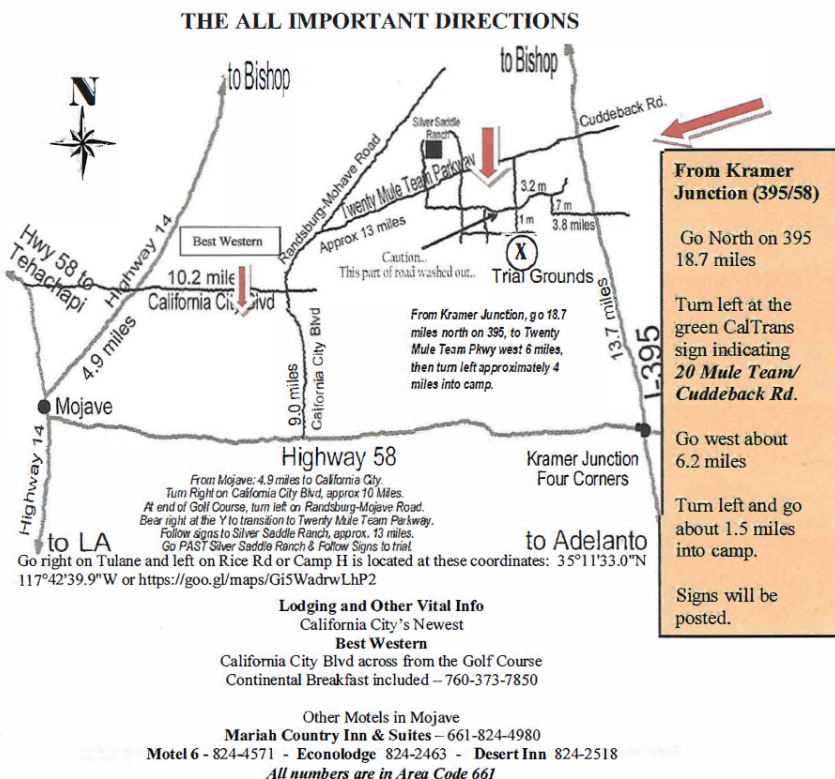 THE ALL IMPORTANT DIRECTIONS
N
to Bishop
to Bishop
Cuddeback Rd.
Silver Saddle
Ranch
Randsburg-Mohave Road
Twenty Mule Team Parkway
Approx 13 miles
3.2 m
.7 m
1 m
3.8 miles
X
Trial Grounds
Caution...
This part of road washed out..
Hwy 58 to
Tehachapi
Highway 14
Best Western
10.2 mile
California City Blvd
4.9 miles
9.0 miles
California City Blvd
From Kramer Junction, go 18.7
miles north on 395, to Twenty
Mule Team Pkwy west 6 miles,
then turn left approximately 4
miles into camp.
13.7 miles
I-395
Mojave
Highway 14
Highway 58
Kramer Junction
Four Corners
to LA
to Adelanto
From Mojave: 4.9 miles to California City.
Turn Right on California City Blvd, approx 10 Miles.
At end of Golf Course, turn left on Randsburg-Mojave Road.
Bear right at the Y to transition to Twenty Mule Team Parkway.
Follow signs to Silver Saddle Ranch, approx. 13 miles.
Go PAST Silver Saddle Ranch & Follow Signs to trial.
From Kramer
Junction (395/58)
Go North on 395
18.7 miles
Turn left at the
green CalTrans
sign indicating
20 Mule Team/
Cuddeback Rd.
Go west about
6.2 miles
Turn left and go
about 1.5 miles
into camp.
Signs will be
posted.
Go right on Tulane and left on Rice Rd or Camp H is located at these coordinates: 35°11'33.0"N
117°42'39.9"W or https://goo.gl/maps/Gi5WadrwLhP2
Lodging and Other Vital Info
California City's Newest
Best Western
California City Blvd across from the Golf Course
Continental Breakfast included – 760-373-7850
Other Motels in Mojave
Mariah Country Inn & Suites – 661-824-4980
Motel 6 - 824-4571 - Econolodge 824-2463 - Desert Inn 824-2518
All numbers are in Area Code 661